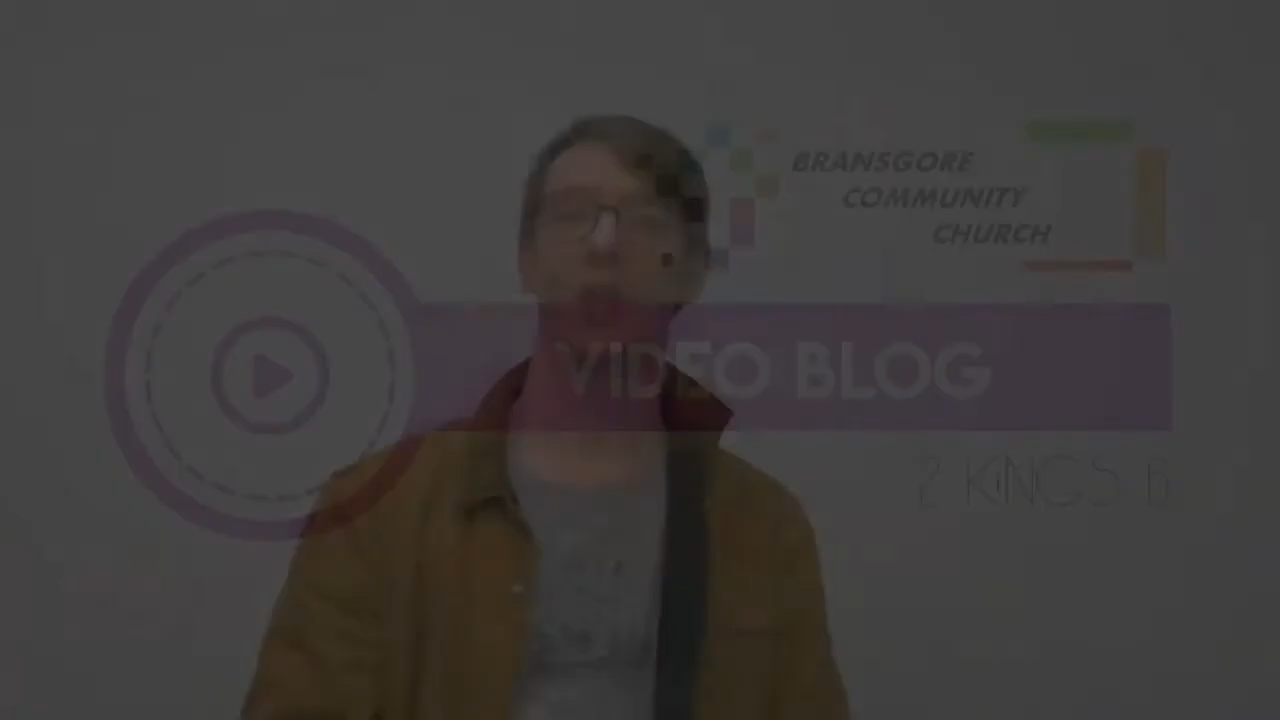 BRANSGORE
COMMUNITY
CHURCH
VIDEO BLOG
2 KINGS 6